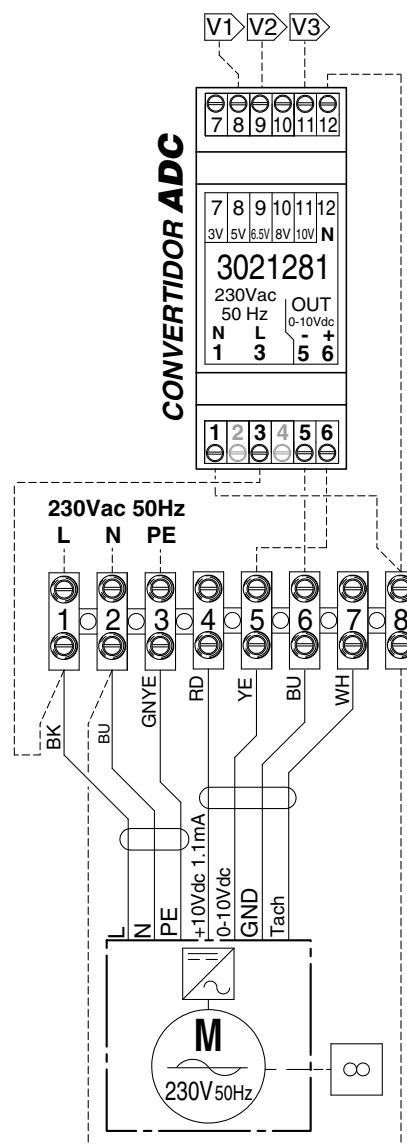 V1 V2 V3
7 8 9 10 11 12
CONVERTIDOR ADC
7 8 9 10 11 12
3V 5V 6.5V 8V 10V N
3021281
230Vac
50 Hz
OUT
0-10Vdc
N L - +
1 3 5 6
1 2 3 4 5 6
230Vac 50Hz
L N PE
1 2 3 4 5 6 7 8
BK BU GNYE RD YE BU WH
L N PE +10Vdc 1.1mA 0-10Vdc GND Tach
M
230V 50Hz
8